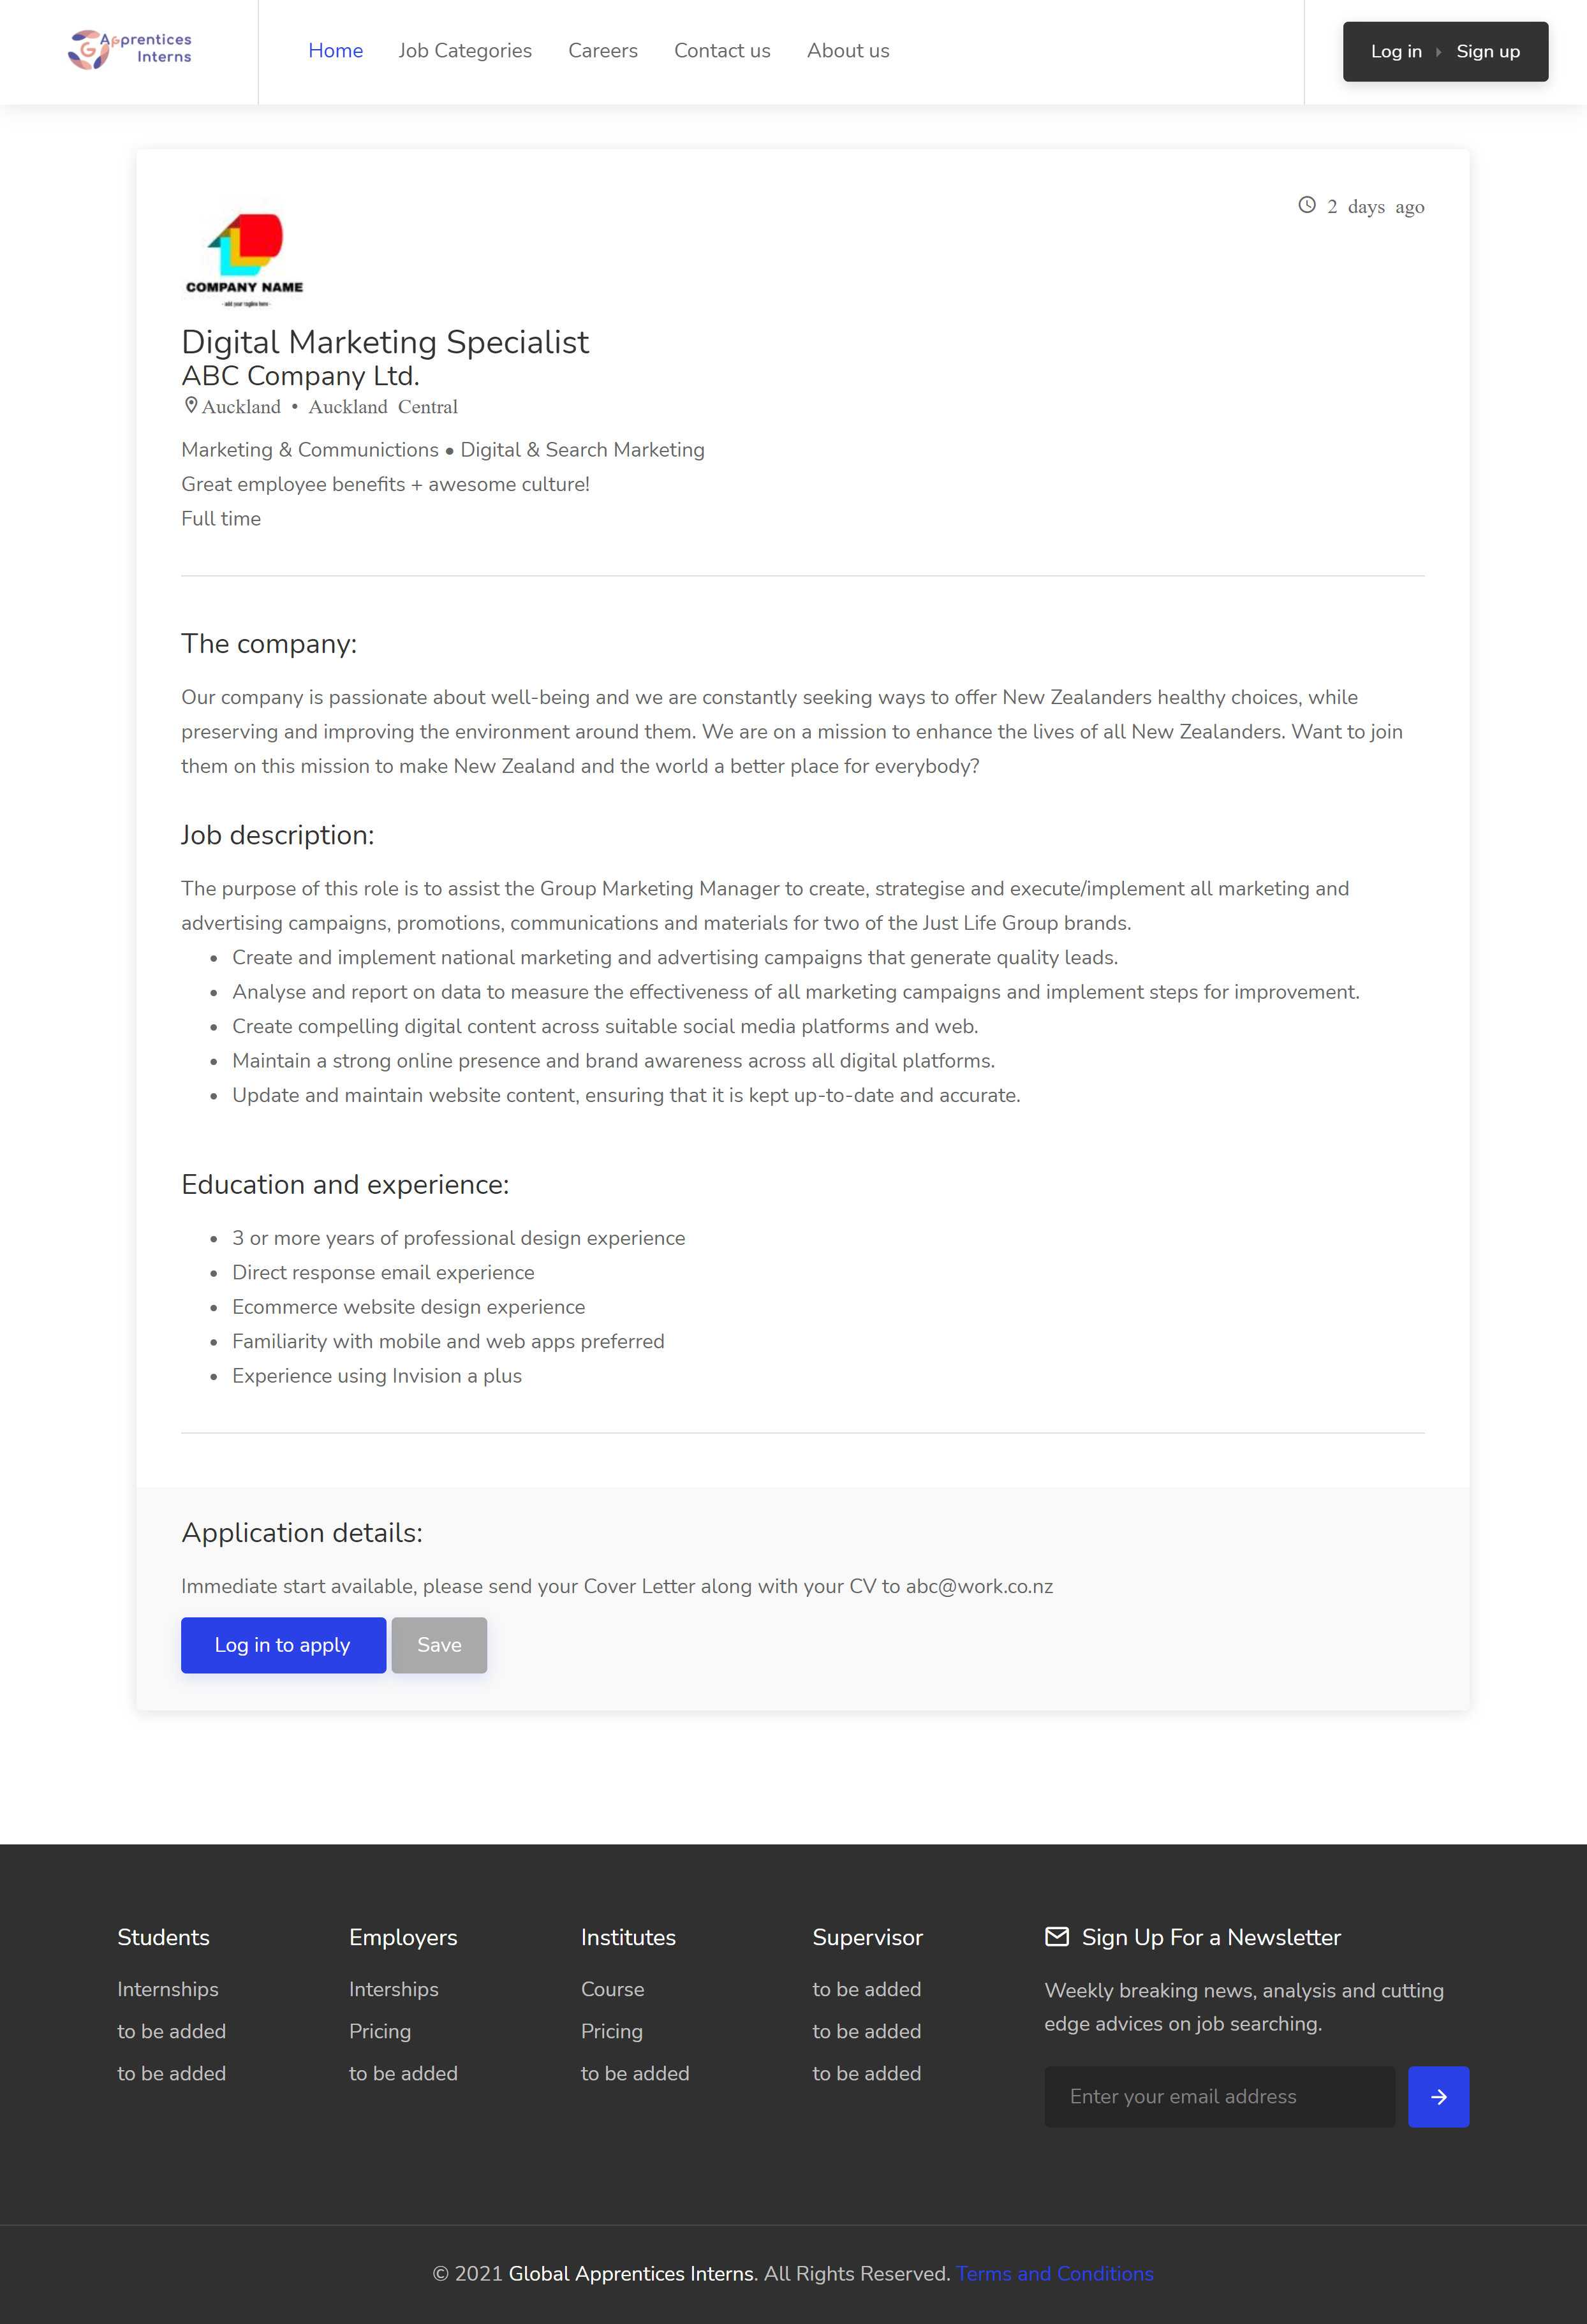 G Apprentices
Interns
Home Job Categories Careers Contact us About us
Log in Sign up
2 days ago
COMPANY NAME
- add your tagline here -
Digital Marketing Specialist
ABC Company Ltd.
Auckland • Auckland Central
Marketing & Communictions • Digital & Search Marketing
Great employee benefits + awesome culture!
Full time
The company:
Our company is passionate about well-being and we are constantly seeking ways to offer New Zealanders healthy choices, while
preserving and improving the environment around them. We are on a mission to enhance the lives of all New Zealanders. Want to join
them on this mission to make New Zealand and the world a better place for everybody?
Job description:
The purpose of this role is to assist the Group Marketing Manager to create, strategise and execute/implement all marketing and
advertising campaigns, promotions, communications and materials for two of the Just Life Group brands.
• Create and implement national marketing and advertising campaigns that generate quality leads.
• Analyse and report on data to measure the effectiveness of all marketing campaigns and implement steps for improvement.
• Create compelling digital content across suitable social media platforms and web.
• Maintain a strong online presence and brand awareness across all digital platforms.
• Update and maintain website content, ensuring that it is kept up-to-date and accurate.
Education and experience:
• 3 or more years of professional design experience
• Direct response email experience
• Ecommerce website design experience
• Familiarity with mobile and web apps preferred
• Experience using Invision a plus
Application details:
Immediate start available, please send your Cover Letter along with your CV to abc@work.co.nz
Log in to apply Save
Students
Internships
to be added
to be added
Employers
Interships
Pricing
to be added
Institutes
Course
Pricing
to be added
Supervisor
to be added
to be added
to be added
Sign Up For a Newsletter
Weekly breaking news, analysis and cutting
edge advices on job searching.
Enter your email address
© 2021 Global Apprentices Interns. All Rights Reserved. Terms and Conditions